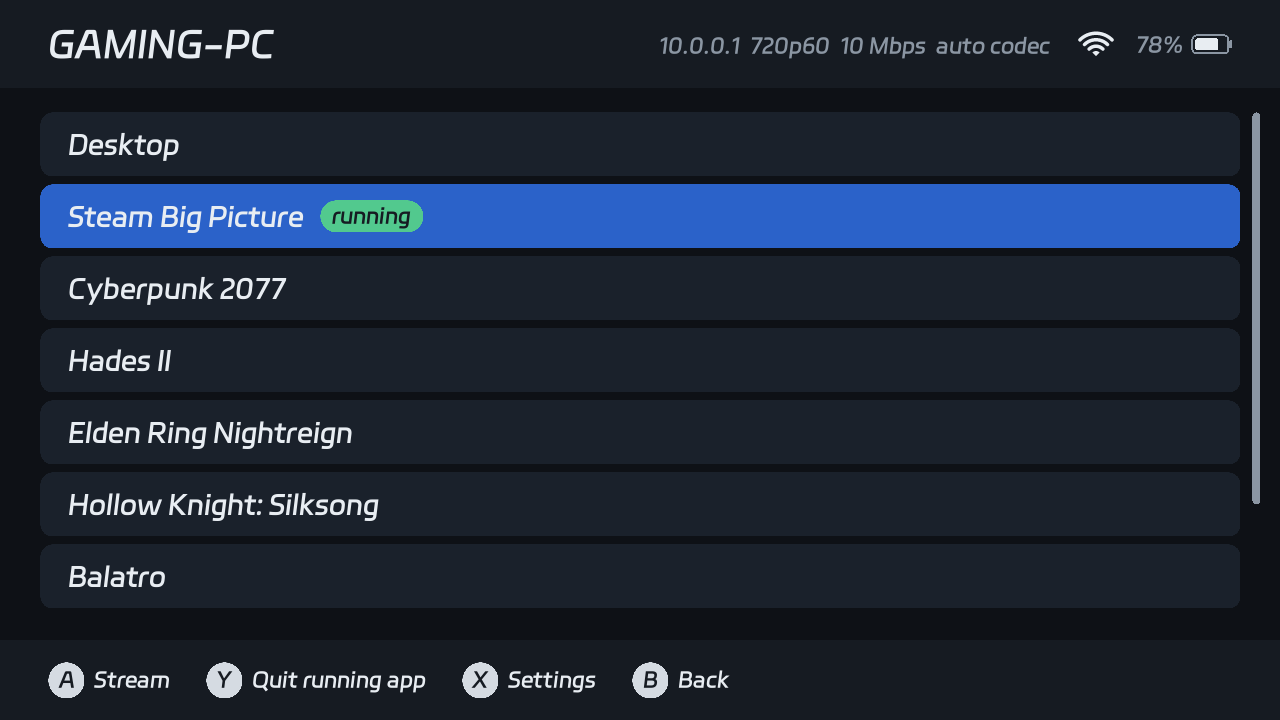 GAMING-PC
10.0.0.1 720p60 10 Mbps auto codec 78%
Desktop
Steam Big Picture running
Cyberpunk 2077
Hades II
Elden Ring Nightreign
Hollow Knight: Silksong
Balatro
A Stream Y Quit running app X Settings B Back